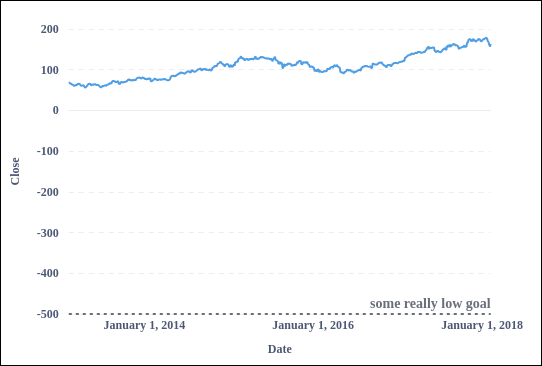 200
100
0
-100
-200
-300
-400
-500
Close
some really low goal
January 1, 2014
January 1, 2016
January 1, 2018
Date